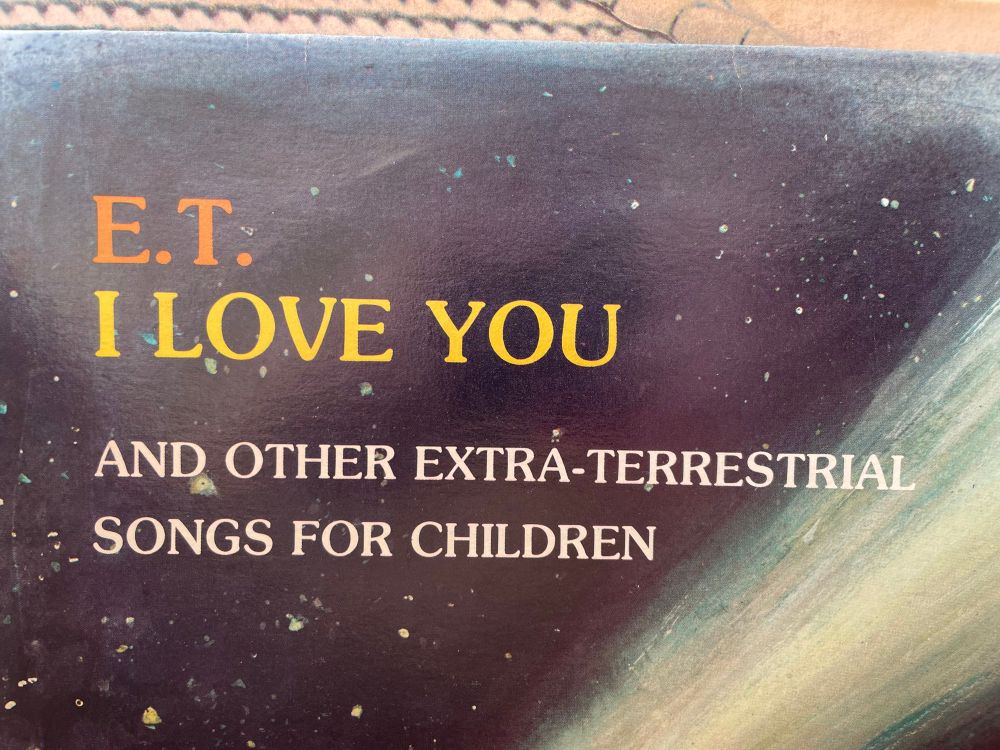 E.T.
I LOVE YOU
AND OTHER EXTRA-TERRESTRIAL
SONGS FOR CHILDREN